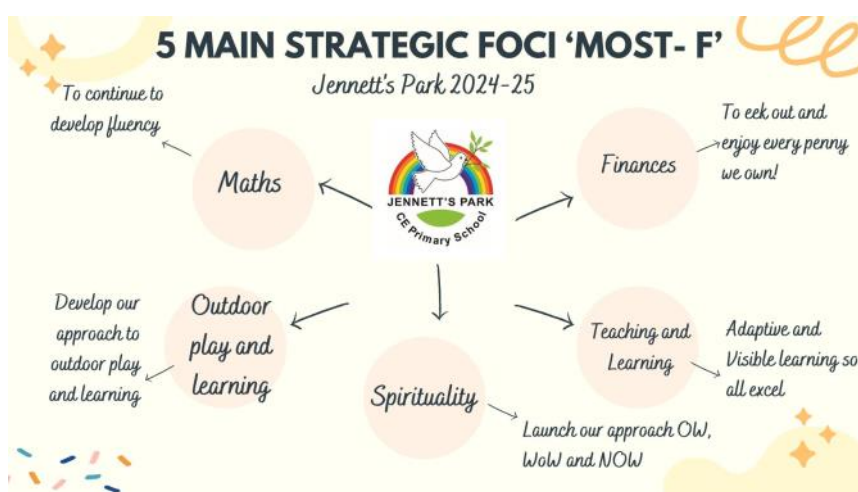 5 MAIN STRATEGIC FOCI ‘MOST- F’
Jennett's Park 2024-25
To continue to
develop fluency
Maths
JENNETT'S PARK
CE Primary School
Finances
To eek out and
enjoy every penny
we own!
Develop our
approach to
outdoor play
and learning
Outdoor
play and
learning
Spirituality
Launch our approach OW,
WoW and NOW
Teaching and
Learning
Adaptive and
Visible learning so
all excel